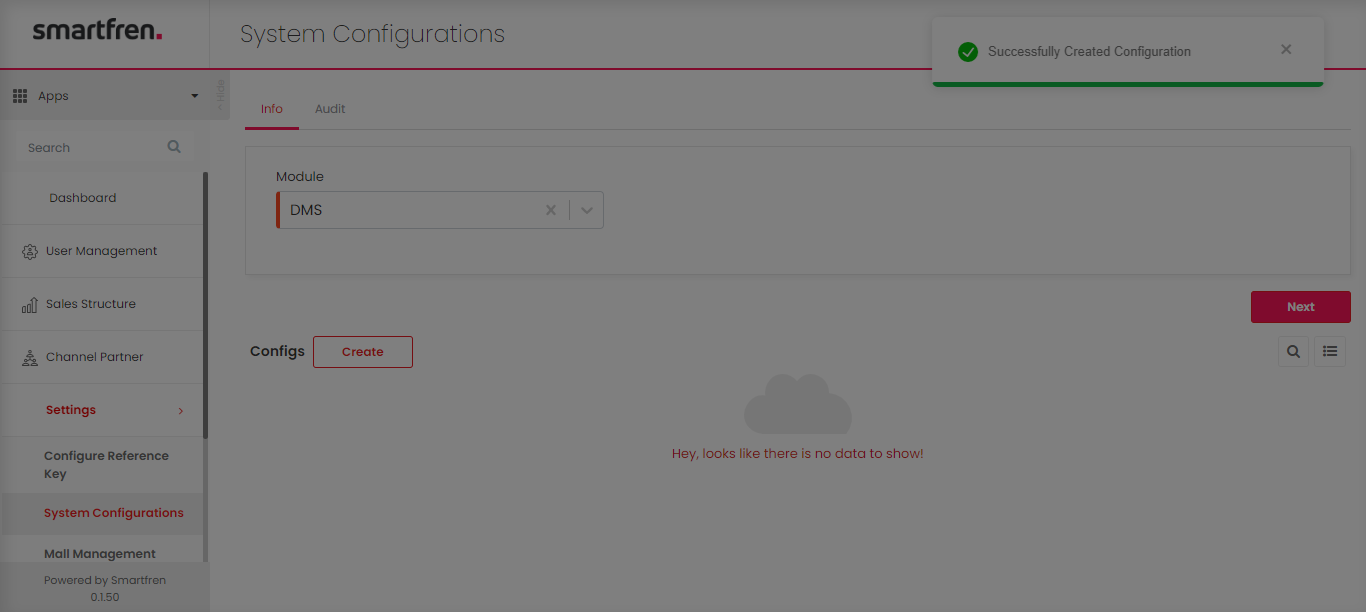 smartfren.
System Configurations
Successfully Created Configuration
Apps
< Hide
Info
Audit
Search
Module
DMS
Dashboard
User Management
Sales Structure
Next
Channel Partner
Configs
Create
Settings
Hey, looks like there is no data to show!
Configure Reference
Key
System Configurations
Mall Management
Powered by Smartfren
0.1.50